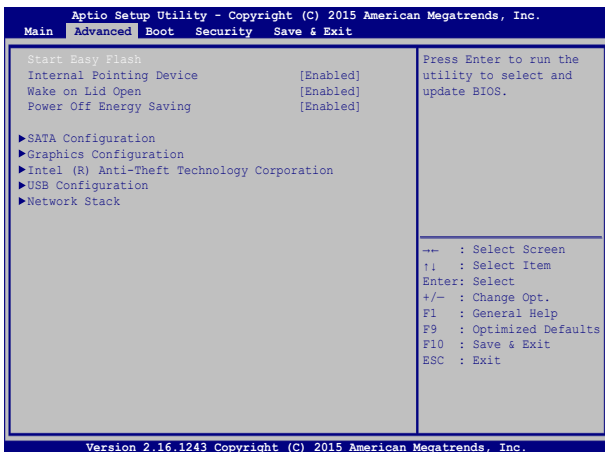 Aptio Setup Utility - Copyright (C) 2015 American Megatrends, Inc.
Main Advanced Boot Security Save & Exit
Start Easy Flash
Internal Pointing Device [Enabled]
Wake on Lid Open [Enabled]
Power Off Energy Saving [Enabled]
▶SATA Configuration
▶Graphics Configuration
▶Intel (R) Anti-Theft Technology Corporation
▶USB Configuration
▶Network Stack
Press Enter to run the
utility to select and
update BIOS.
→← : Select Screen
↑↓ : Select Item
Enter: Select
+/— : Change Opt.
F1 : General Help
F9 : Optimized Defaults
F10 : Save & Exit
ESC : Exit
Version 2.16.1243 Copyright (C) 2015 American Megatrends, Inc.